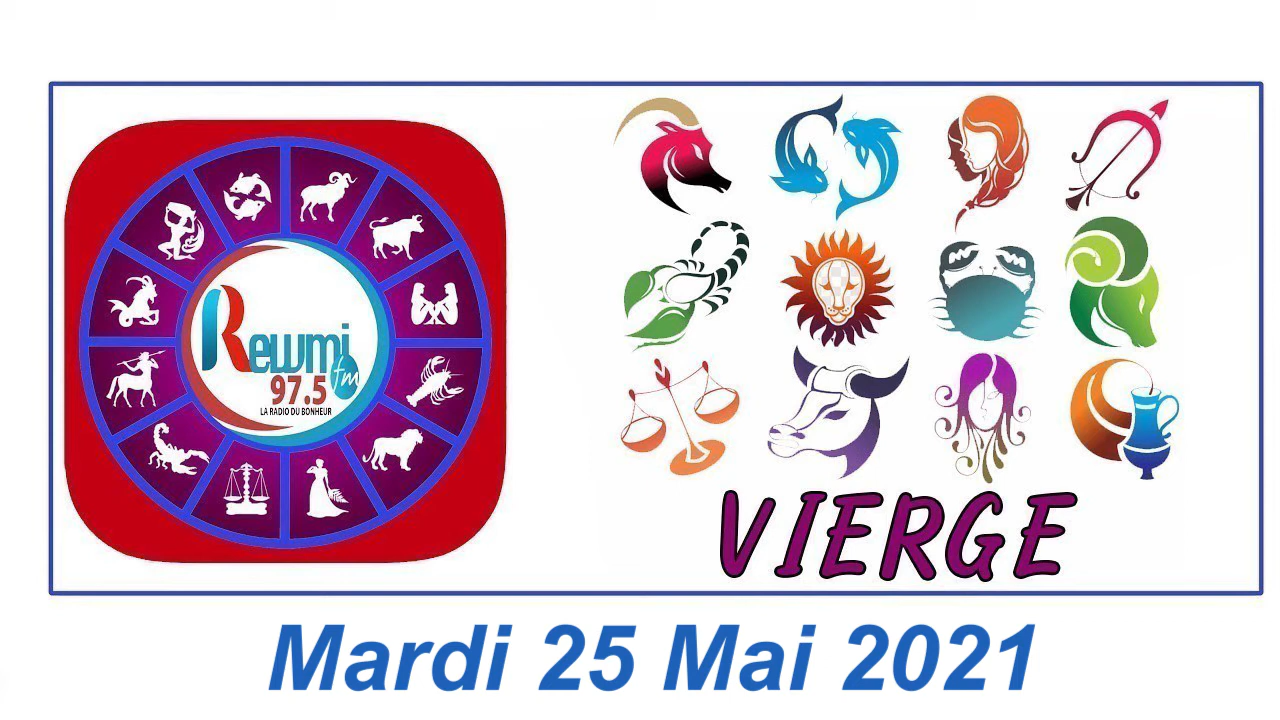 Rewmi
fm
97.5
LA RADIO DU BONHEUR
VIERGE
Mardi 25 Mai 2021